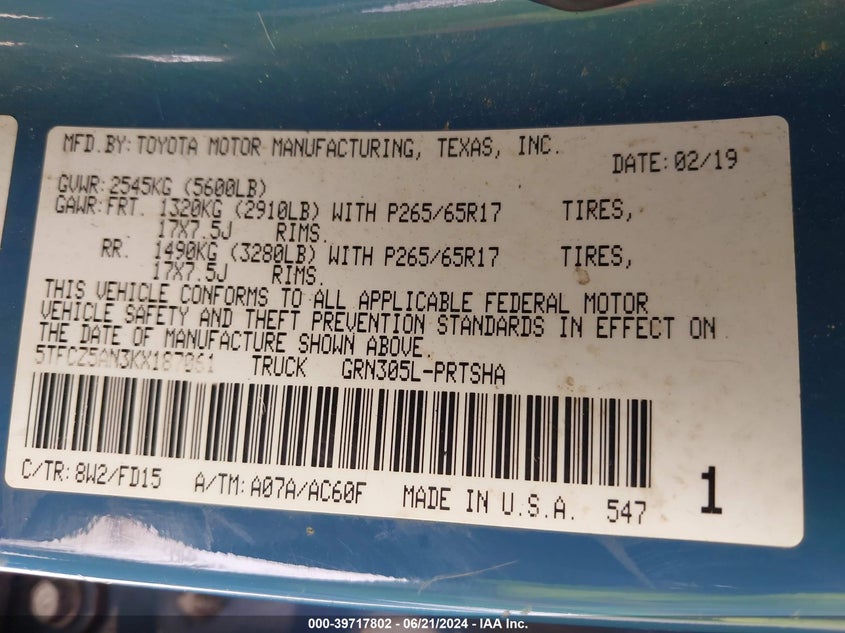 MFD.BY: TOYOTA MOTOR MANUFACTURING, TEXAS, INC.
DATE: 02/19
GVWR: 2545KG (5600LB)
GAWR: FRT. 1320KG (2910LB) WITH P265/65R17 TIRES,
17X7.5J RIMS.
RR. 1490KG (3280LB) WITH P265/65R17 TIRES,
17X7.5J RIMS.
THIS VEHICLE CONFORMS TO ALL APPLICABLE FEDERAL MOTOR
VEHICLE SAFETY AND THEFT PREVENTION STANDARDS IN EFFECT ON
THE DATE OF MANUFACTURE SHOWN ABOVE
5TFCZ5AN3KX187061 TRUCK GRN305L-PRTSHA
C/TR: 8W2/FD15 A/TM: A07A/AC60F MADE IN U.S.A. 547 1
000-39717802 - 06/21/2024 - IAA Inc.